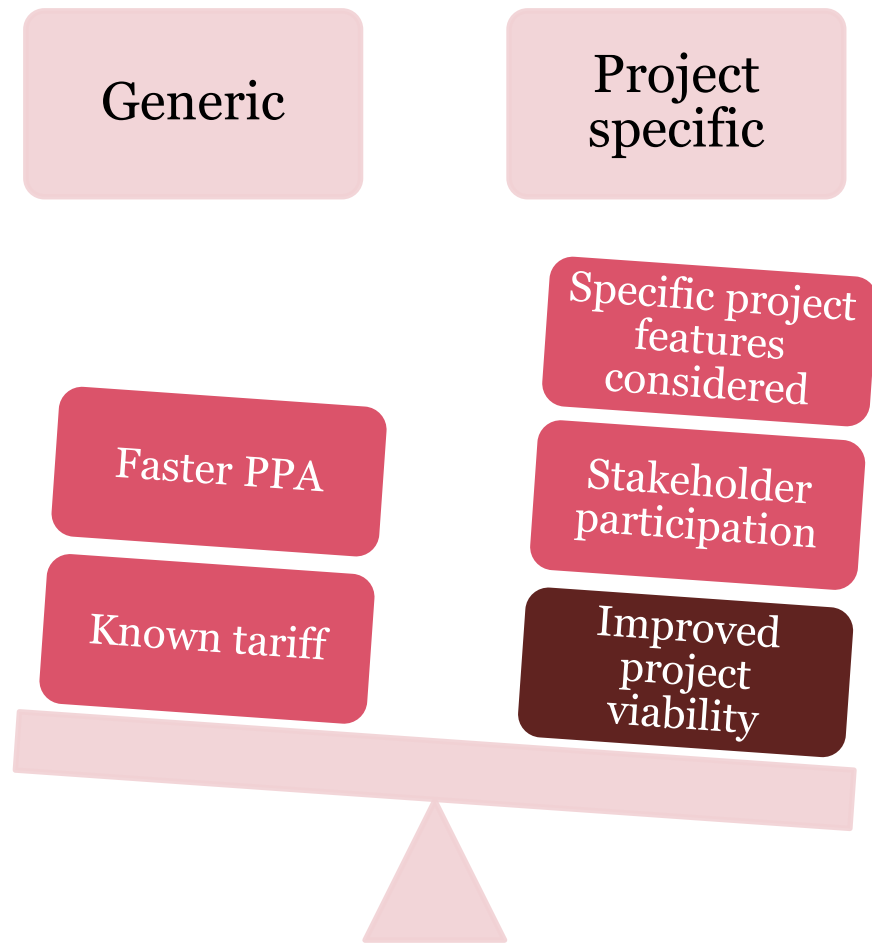 Generic
Project
specific
Specific project
features
considered
Faster PPA
Stakeholder
participation
Known tariff
Improved
project
viability